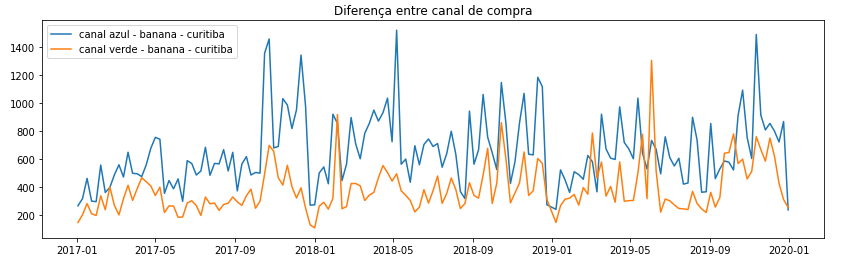 Diferença entre canal de compra
canal azul - banana - curitiba
canal verde - banana - curitiba
1400
1200
1000
800
600
400
200
2017-01 2017-05 2017-09 2018-01 2018-05 2018-09 2019-01 2019-05 2019-09 2020-01